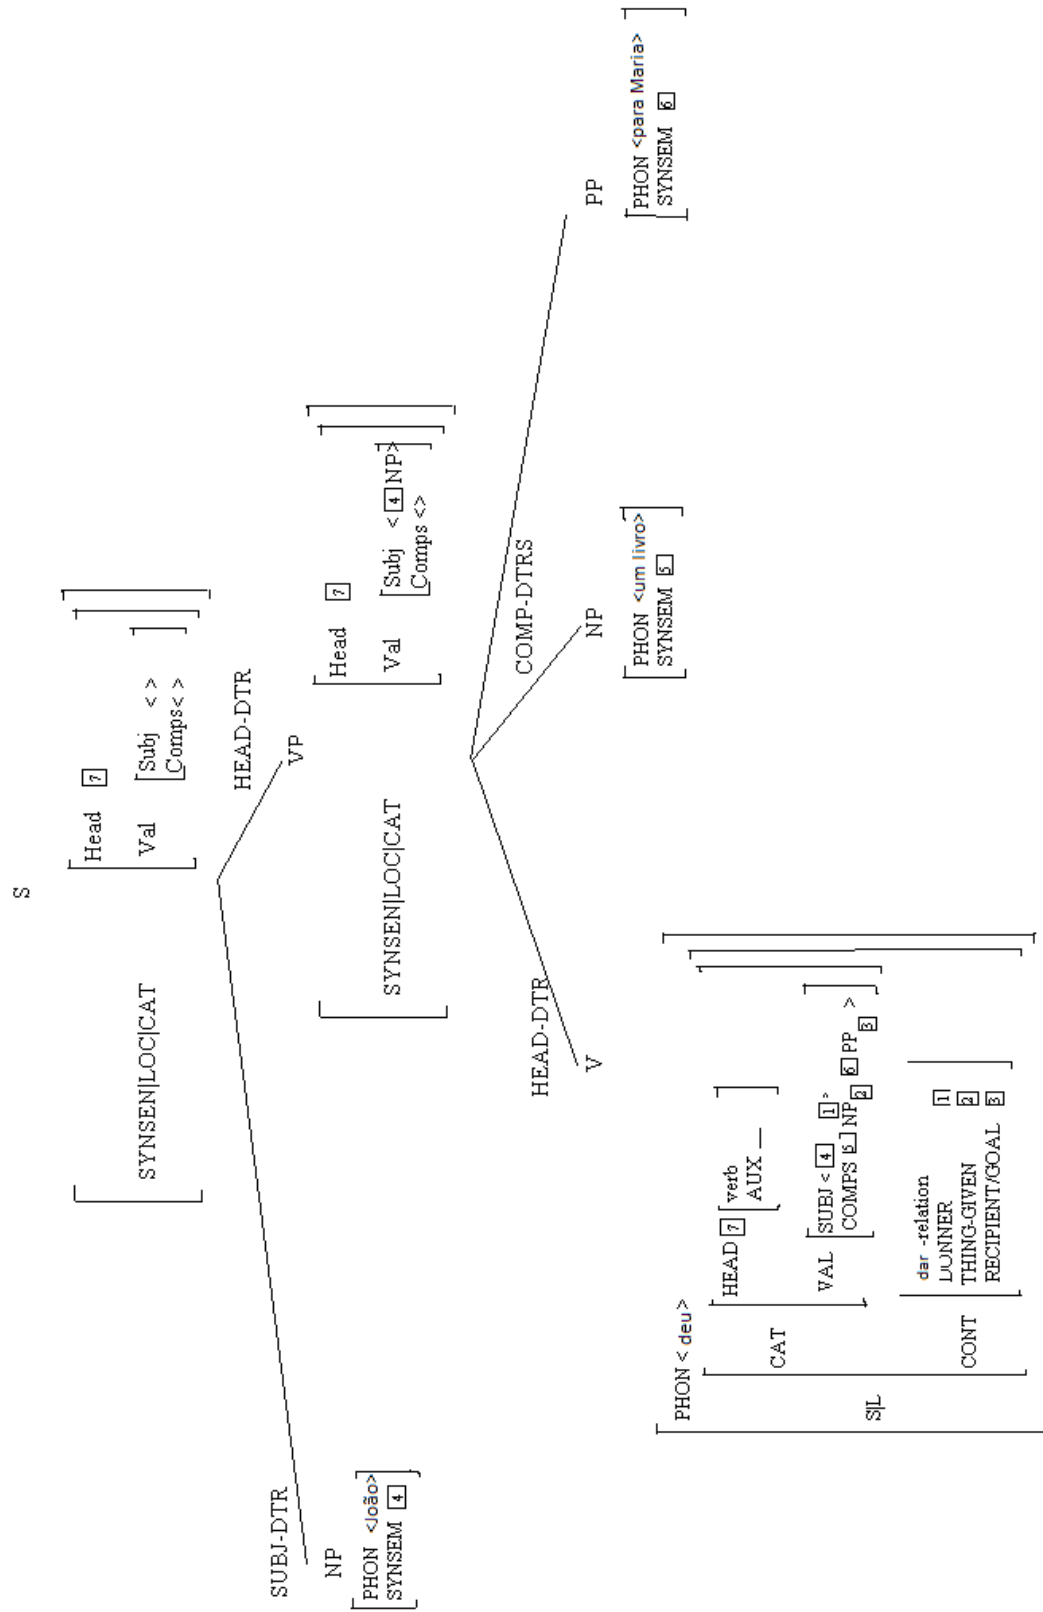 S
SYNSEN|LOC|CAT
Head 7
Val
Subj < >
Comps< >
SUBJ-DTR
HEAD-DTR
NP
VP
PHON <João>
SYNSEM 4
SYNSEN|LOC|CAT
Head 7
Val
Subj < 4 NP>
Comps <>
HEAD-DTR
COMP-DTRS
V
NP
PP
PHON <um livro>
SYNSEM 5
PHON <para Maria>
SYNSEM 6
PHON < deu >
S|L
CAT
HEAD 7 verb
AUX —
VAL
SUBJ < 4 1 >
COMPS 5 NP 2 6 PP 3 >
CONT
dar -relation
DONNER 1
THING-GIVEN 2
RECIPIENT/GOAL 3